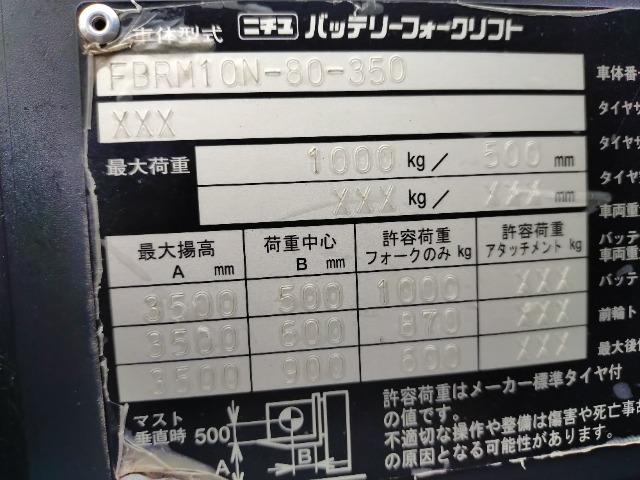 主体型式 ニチユ バッテリーフォークリフト
FBRM10N-80-350
XXX
最大荷重 1000 kg/ 500 mm
XXX kg/ XXX mm
最大揚高 A mm 荷重中心 B mm 許容荷重 フォークのみ kg 許容荷重 アタッチメント kg
3500 500 1000 XXX
3500 600 870 XXX
3500 900 600 XXX
マスト垂直時 500
B
A
許容荷重はメーカー標準タイヤ付
の値です。
不適切な操作や整備は傷害や死亡事
の原因となる可能性があります。
車体番
タイヤサ
タイヤサ
タイヤ
車両重
バッテ
車両重
バッテ
前輪ト
最大後